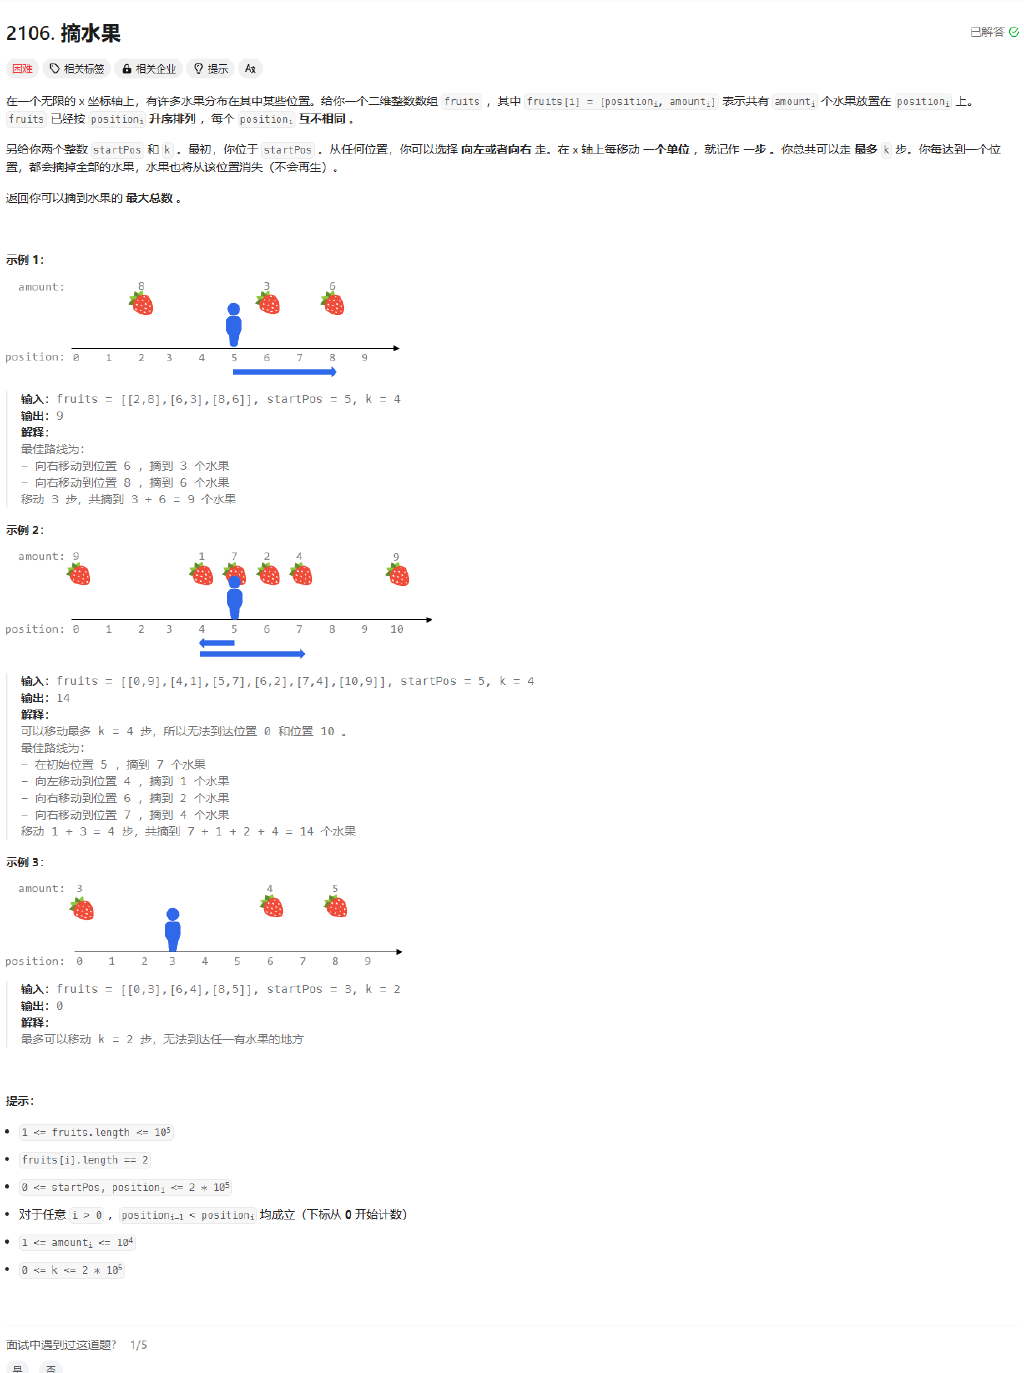 2106. 摘水果
已解答
困难 相关标签 相关企业 提示 Aあ
在一个无限的 x 坐标轴上，有许多水果分布在其中某些位置。给你一个二维整数数组 fruits ，其中 fruits[i] = [positionᵢ, amountᵢ] 表示共有 amountᵢ 个水果放置在 positionᵢ 上。
fruits 已经按 positionᵢ 升序排列 ，每个 positionᵢ 互不相同 。
另给你两个整数 startPos 和 k 。最初，你位于 startPos 。从任何位置，你可以选择 向左或者向右 走。在 x 轴上每移动 一个单位 ，就记作 一步 。你总共可以走 最多 k 步。你每达到一个位
置，都会摘掉全部的水果，水果也将从该位置消失（不会再生）。
返回你可以摘到水果的 最大总数 。
示例 1：
amount: 8 3 6
position: 0 1 2 3 4 5 6 7 8 9
输入：fruits = [[2,8],[6,3],[8,6]], startPos = 5, k = 4
输出：9
解释：
最佳路线为：
- 向右移动到位置 6 ，摘到 3 个水果
- 向右移动到位置 8 ，摘到 6 个水果
移动 3 步，共摘到 3 + 6 = 9 个水果
示例 2：
amount: 9 1 7 2 4 9
position: 0 1 2 3 4 5 6 7 8 9 10
输入：fruits = [[0,9],[4,1],[5,7],[6,2],[7,4],[10,9]], startPos = 5, k = 4
输出：14
解释：
可以移动最多 k = 4 步，所以无法到达位置 0 和位置 10 。
最佳路线为：
- 在初始位置 5 ，摘到 7 个水果
- 向左移动到位置 4 ，摘到 1 个水果
- 向右移动到位置 6 ，摘到 2 个水果
- 向右移动到位置 7 ，摘到 4 个水果
移动 1 + 3 = 4 步，共摘到 7 + 1 + 2 + 4 = 14 个水果
示例 3：
amount: 3 4 5
position: 0 1 2 3 4 5 6 7 8 9
输入：fruits = [[0,3],[6,4],[8,5]], startPos = 3, k = 2
输出：0
解释：
最多可以移动 k = 2 步，无法到达任一有水果的地方
提示：
• 1 <= fruits.length <= 10⁵
• fruits[i].length == 2
• 0 <= startPos, positionᵢ <= 2 * 10⁵
• 对于任意 i > 0 ，positionᵢ₋₁ < positionᵢ 均成立（下标从 0 开始计数）
• 1 <= amountᵢ <= 10⁴
• 0 <= k <= 2 * 10⁵
面试中遇到过这道题? 1/5
是 否